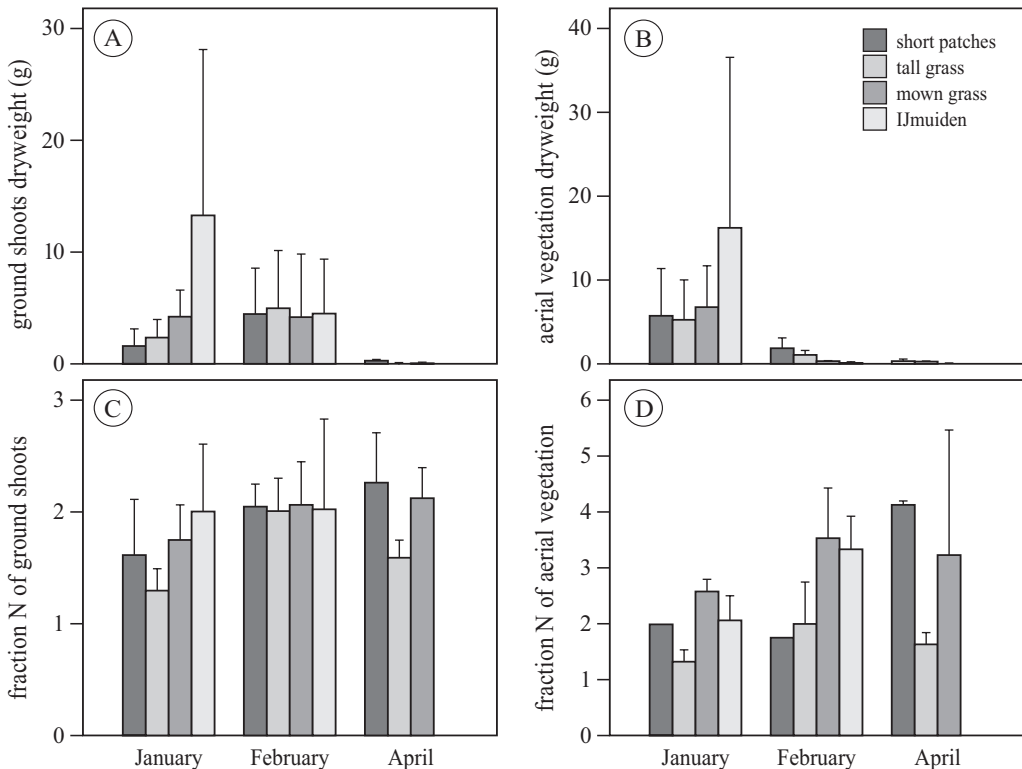 A
ground shoots dryweight (g)
30
20
10
0
B
aerial vegetation dryweight (g)
40
30
20
10
0
short patches
tall grass
mown grass
IJmuiden
C
fraction N of ground shoots
3
2
1
0
January February April
D
fraction N of aerial vegetation
6
5
4
3
2
1
0
January February April